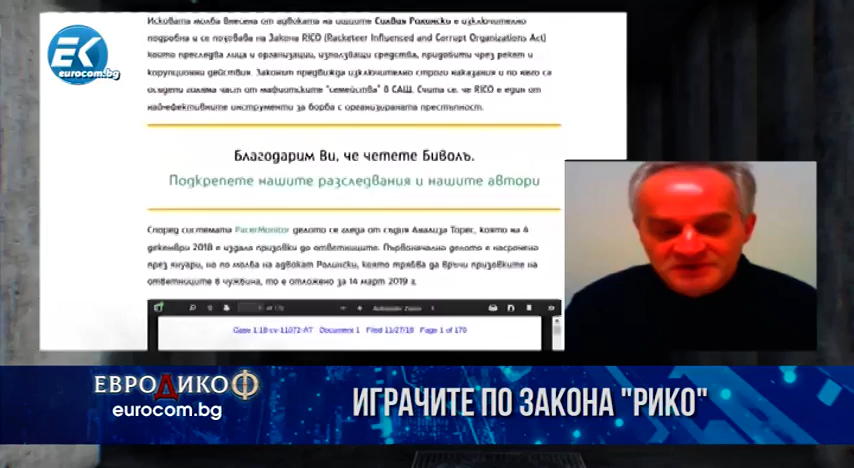 EK
eurocom.bg
Исковата молба внесена от адвоката на ищците Силвия Ролински е изключително
подробна и се позовава на Закона RICO (Racketeer Influenced and Corrupt Organizations Act)
който преследва лица и организации, използващи средства, придобити чрез рекет и
корупционни действия. Законът предвижда изключително строги наказания и по него са
осъдени голяма част от мафиотските "семейства" в САЩ. Счита се, че RICO е един от
най-ефективните инструменти за борба с организираната престъпност.
Благодарим Ви, че четете Биволъ.
Подкрепете нашите разследвания и нашите автори
Според системата PacerMonitor делото се гледа от съдия Анализа Торес, която на 4
декември 2018 е издала призовки до ответниците. Първоначално делото е насрочено
през януари, но по молба на адвокат Ролински, която трябва да връчи призовките на
ответниците в чужбина, то е отложено за 14 март 2019 г.
Automatic Zoom
Case 1:18-cv-11072-AT Document 1 Filed 11/27/18 Page 1 of 170
ЕВРОДИКОФ
eurocom.bg
ИГРАЧИТЕ ПО ЗАКОНА "РИКО"